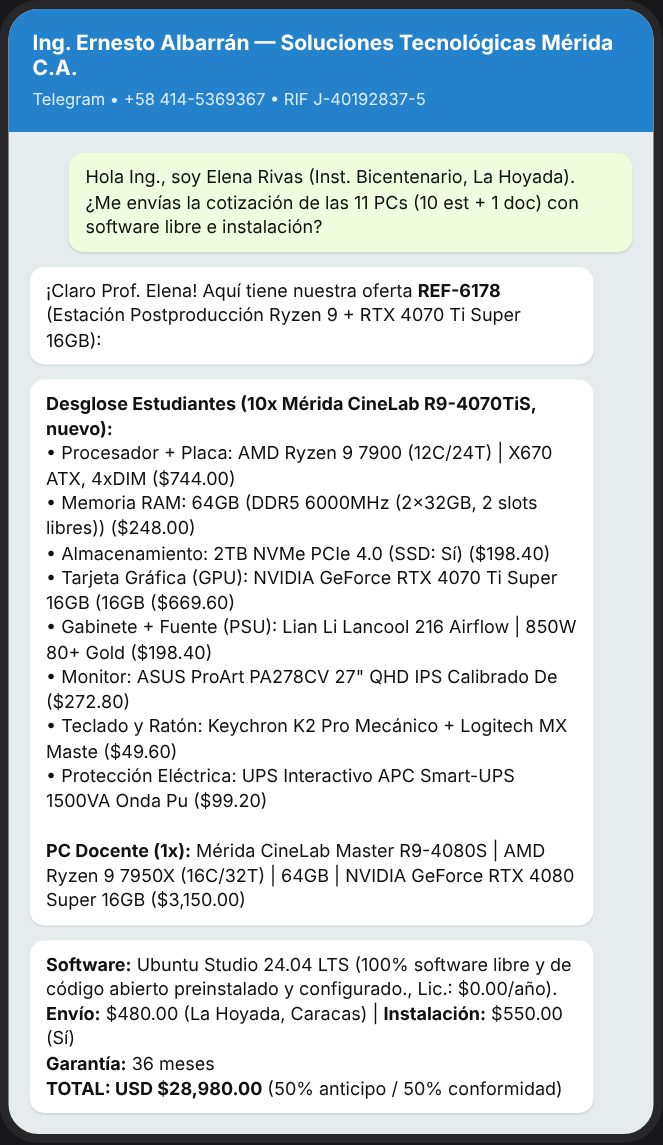 Ing. Ernesto Albarrán — Soluciones Tecnológicas Mérida
C.A.
Telegram • +58 414-5369367 • RIF J-40192837-5
Hola Ing., soy Elena Rivas (Inst. Bicentenario, La Hoyada).
¿Me envías la cotización de las 11 PCs (10 est + 1 doc) con
software libre e instalación?
¡Claro Prof. Elena! Aquí tiene nuestra oferta REF-6178
(Estación Postproducción Ryzen 9 + RTX 4070 Ti Super
16GB):
Desglose Estudiantes (10x Mérida CineLab R9-4070TiS,
nuevo):
• Procesador + Placa: AMD Ryzen 9 7900 (12C/24T) | X670
ATX, 4xDIM ($744.00)
• Memoria RAM: 64GB (DDR5 6000MHz (2×32GB, 2 slots
libres)) ($248.00)
• Almacenamiento: 2TB NVMe PCIe 4.0 (SSD: Sí) ($198.40)
• Tarjeta Gráfica (GPU): NVIDIA GeForce RTX 4070 Ti Super
16GB (16GB ($669.60)
• Gabinete + Fuente (PSU): Lian Li Lancool 216 Airflow | 850W
80+ Gold ($198.40)
• Monitor: ASUS ProArt PA278CV 27" QHD IPS Calibrado De
($272.80)
• Teclado y Ratón: Keychron K2 Pro Mecánico + Logitech MX
Maste ($49.60)
• Protección Eléctrica: UPS Interactivo APC Smart-UPS
1500VA Onda Pu ($99.20)
PC Docente (1x): Mérida CineLab Master R9-4080S | AMD
Ryzen 9 7950X (16C/32T) | 64GB | NVIDIA GeForce RTX 4080
Super 16GB ($3,150.00)
Software: Ubuntu Studio 24.04 LTS (100% software libre y de
código abierto preinstalado y configurado., Lic.: $0.00/año).
Envío: $480.00 (La Hoyada, Caracas) | Instalación: $550.00
(Sí)
Garantía: 36 meses
TOTAL: USD $28,980.00 (50% anticipo / 50% conformidad)